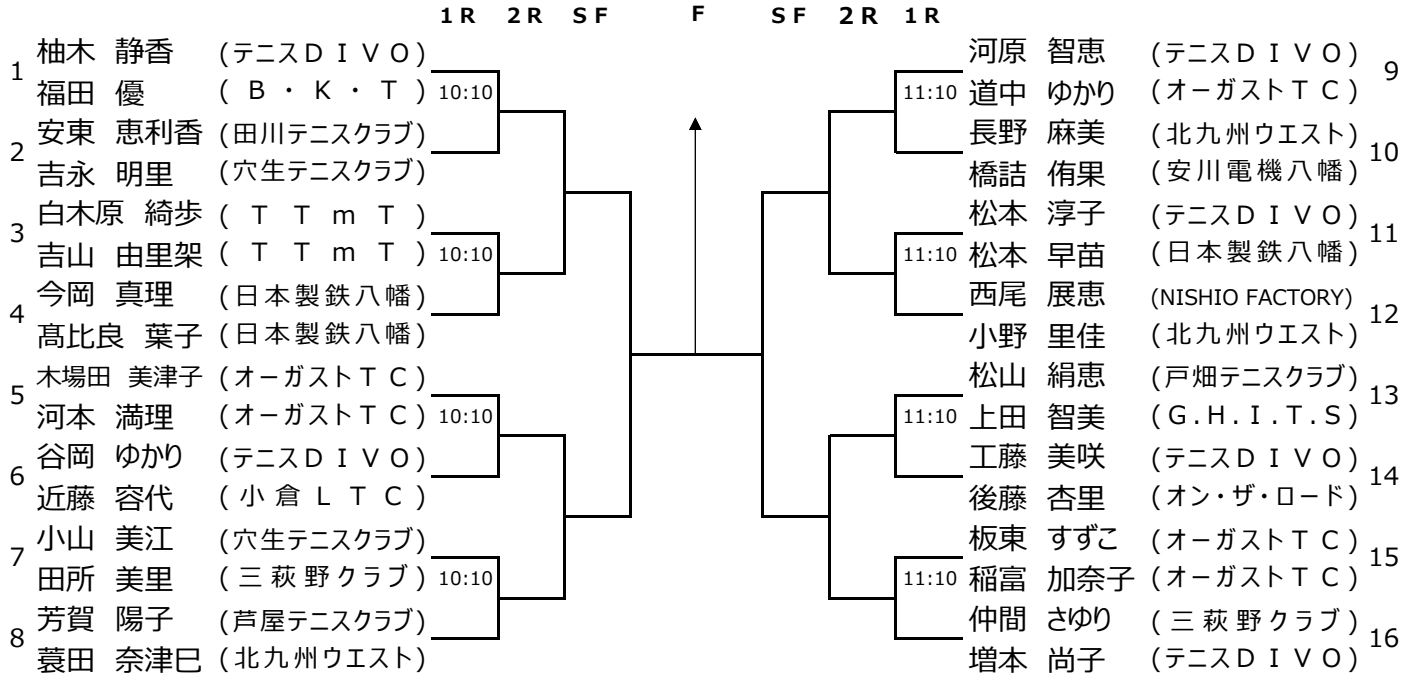 1R 2R SF F SF 2R 1R
1 柚木 静香 (テニスＤＩＶＯ)
福田 優 (Ｂ・Ｋ・Ｔ) 10:10
2 安東 恵利香 (田川テニスクラブ)
吉永 明里 (穴生テニスクラブ)
3 白木原 綺歩 (ＴＴｍＴ)
吉山 由里架 (ＴＴｍＴ) 10:10
4 今岡 真理 (日本製鉄八幡)
髙比良 葉子 (日本製鉄八幡)
5 木場田 美津子 (オーガストＴＣ)
河本 満理 (オーガストＴＣ) 10:10
6 谷岡 ゆかり (テニスＤＩＶＯ)
近藤 容代 (小倉ＬＴＣ)
7 小山 美江 (穴生テニスクラブ)
田所 美里 (三萩野クラブ) 10:10
8 芳賀 陽子 (芦屋テニスクラブ)
蓑田 奈津巳 (北九州ウエスト)
河原 智恵 (テニスＤＩＶＯ) 9
11:10 道中 ゆかり (オーガストＴＣ)
長野 麻美 (北九州ウエスト) 10
橋詰 侑果 (安川電機八幡)
松本 淳子 (テニスＤＩＶＯ) 11
11:10 松本 早苗 (日本製鉄八幡)
西尾 展恵 (NISHIO FACTORY) 12
小野 里佳 (北九州ウエスト)
松山 絹恵 (戸畑テニスクラブ) 13
11:10 上田 智美 (G.H.I.T.S)
工藤 美咲 (テニスＤＩＶＯ) 14
後藤 杏里 (オン・ザ・ロード)
板東 すずこ (オーガストＴＣ) 15
11:10 稲富 加奈子 (オーガストＴＣ)
仲間 さゆり (三萩野クラブ) 16
増本 尚子 (テニスＤＩＶＯ)